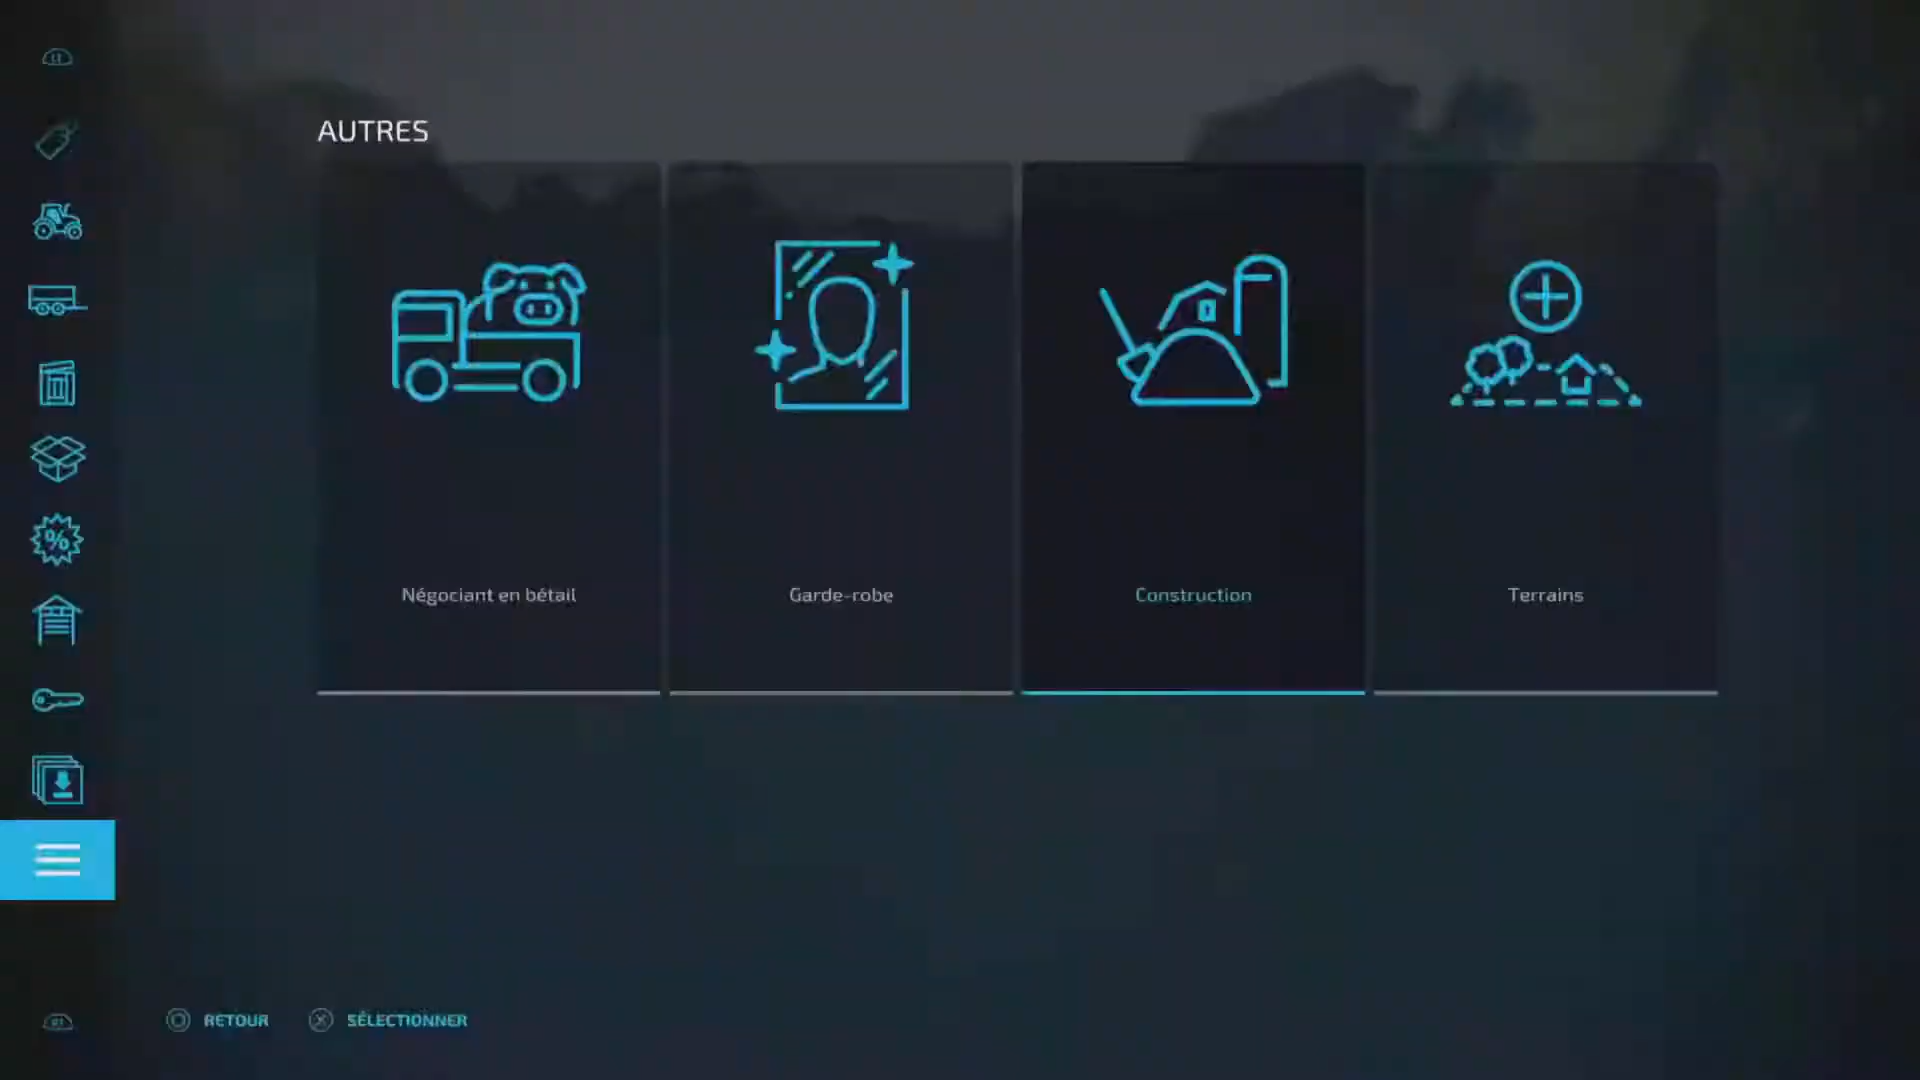 AUTRES
Négociant en bétail
Garde-robe
Construction
Terrains
RETOUR
SÉLECTIONNER